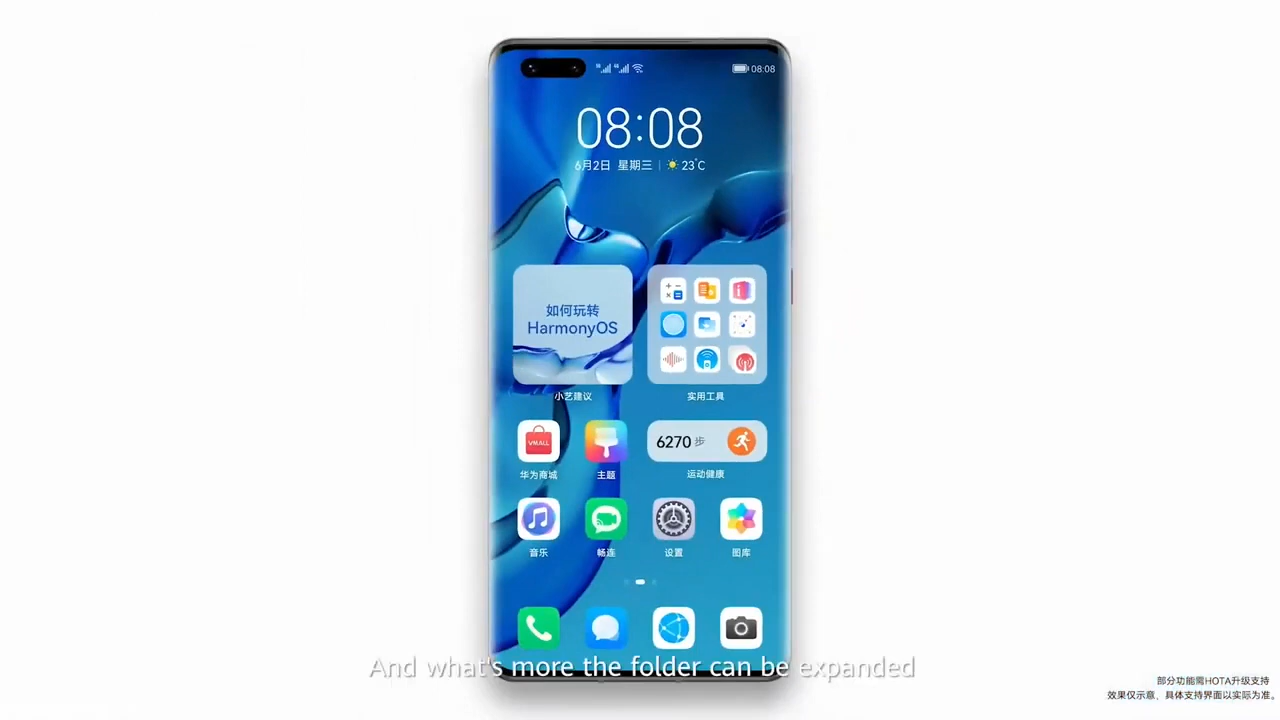 08:08
08:08
6月2日 星期三 | 23°C
如何玩转
HarmonyOS
小艺建议
实用工具
VMALL
6270 步
华为商城
主题
运动健康
音乐
畅连
设置
图库
And what's more the folder can be expanded
部分功能需HOTA升级支持
效果仅示意，具体支持界面以实际为准。